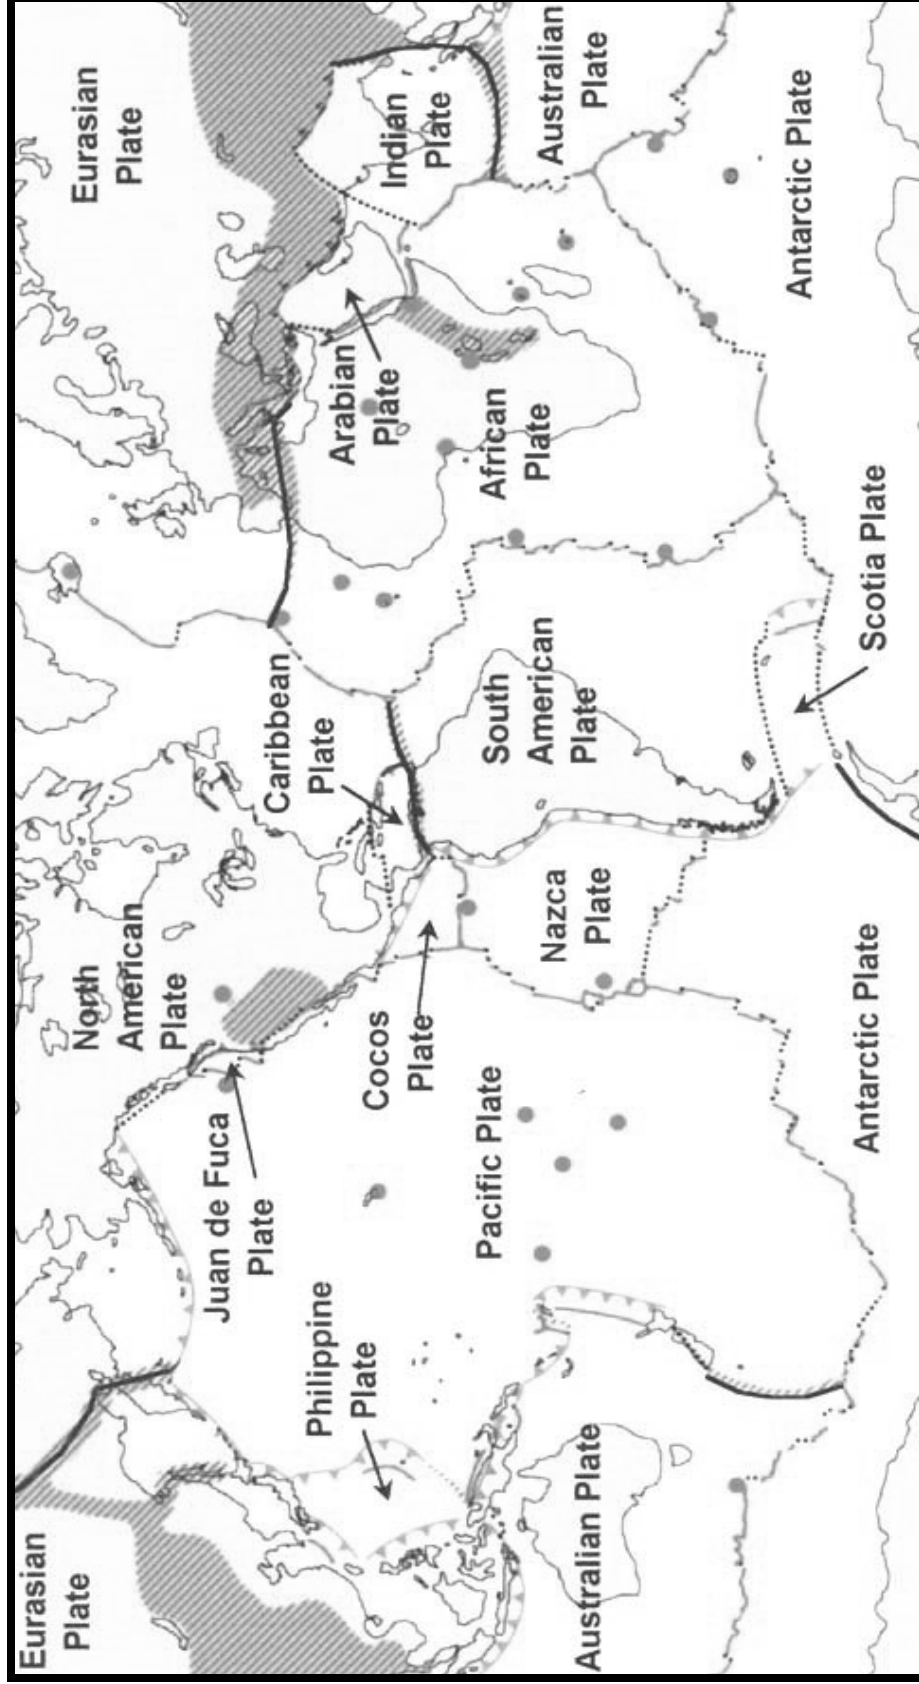 Eurasian
Plate
North
American
Plate
Eurasian
Plate
Juan de Fuca
Plate
Caribbean
Plate
Philippine
Plate
Cocos
Plate
Arabian
Plate
Indian
Plate
Pacific Plate
Nazca
Plate
South
American
Plate
African
Plate
Australian
Plate
Australian Plate
Antarctic Plate
Scotia Plate
Antarctic Plate